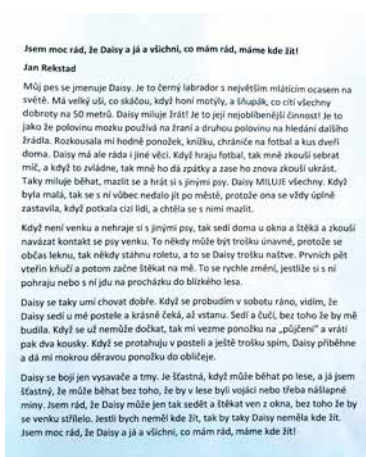 Jsem moc rád, že Daisy a já a všichni, co mám rád, máme kde žít!
Jan Rekstad
Můj pes se jmenuje Daisy. Je to černý labrador s největším mlátícím ocasem na
světě. Má velký uši, co skáčou, když honí motýly, a šňupák, co cítí všechny
dobroty na 50 metrů. Daisy miluje žrát! Je to její nejoblíbenější činnost! Je to
jako že polovinu mozku používá na žraní a druhou polovinu na hledání dalšího
žrádla. Rozkousala mi hodně ponožek, knížku, chrániče na fotbal a kus dveří
doma. Daisy má ale ráda i jiné věci. Když hraju fotbal, tak mně zkouší sebrat
míč, a když to zvládne, tak mně ho dá zpátky a zase ho znova zkouší ukrást.
Taky miluje běhat, mazlit se a hrát si s jinými psy. Daisy MILUJE všechny. Když
byla malá, tak se s ní vůbec nedalo jít po městě, protože ona se vždy úplně
zastavila, když potkala cizí lidi, a chtěla se s nimi mazlit.
Když není venku a nehraje si s jinými psy, tak sedí doma u okna a štěká a zkouší
navázat kontakt se psy venku. To někdy může být trošku únavné, protože se
občas leknu, tak někdy stáhnu roletu, a to se Daisy trošku naštve. Prvních pět
vteřin kňučí a potom začne štěkat na mě. To se rychle změní, jestliže si s ní
pohraju nebo s ní jdu na procházku do blízkého lesa.
Daisy se taky umí chovat dobře. Když se probudím v sobotu ráno, vidím, že
Daisy sedí u mé postele a krásně čeká, až vstanu. Sedí a čučí, bez toho že by mě
budila. Když se už nemůže dočkat, tak mi vezme ponožku na „půjčení“ a vrátí
pak dva kousky. Když se protahuju v posteli a ještě trošku spím, Daisy přiběhne
a dá mi mokrou děravou ponožku do obličeje.
Daisy se bojí jen vysavače a tmy. Je šťastná, když může běhat po lese, a já jsem
šťastný, že může běhat bez toho, že by v lese byli vojáci nebo třeba nášlapné
miny. Jsem rád, že Daisy může jen tak sedět a štěkat ven z okna, bez toho že by
se venku střílelo. Jestli bych neměl kde žít, tak by taky Daisy neměla kde žít.
Jsem moc rád, že Daisy a já a všichni, co mám rád, máme kde žít!